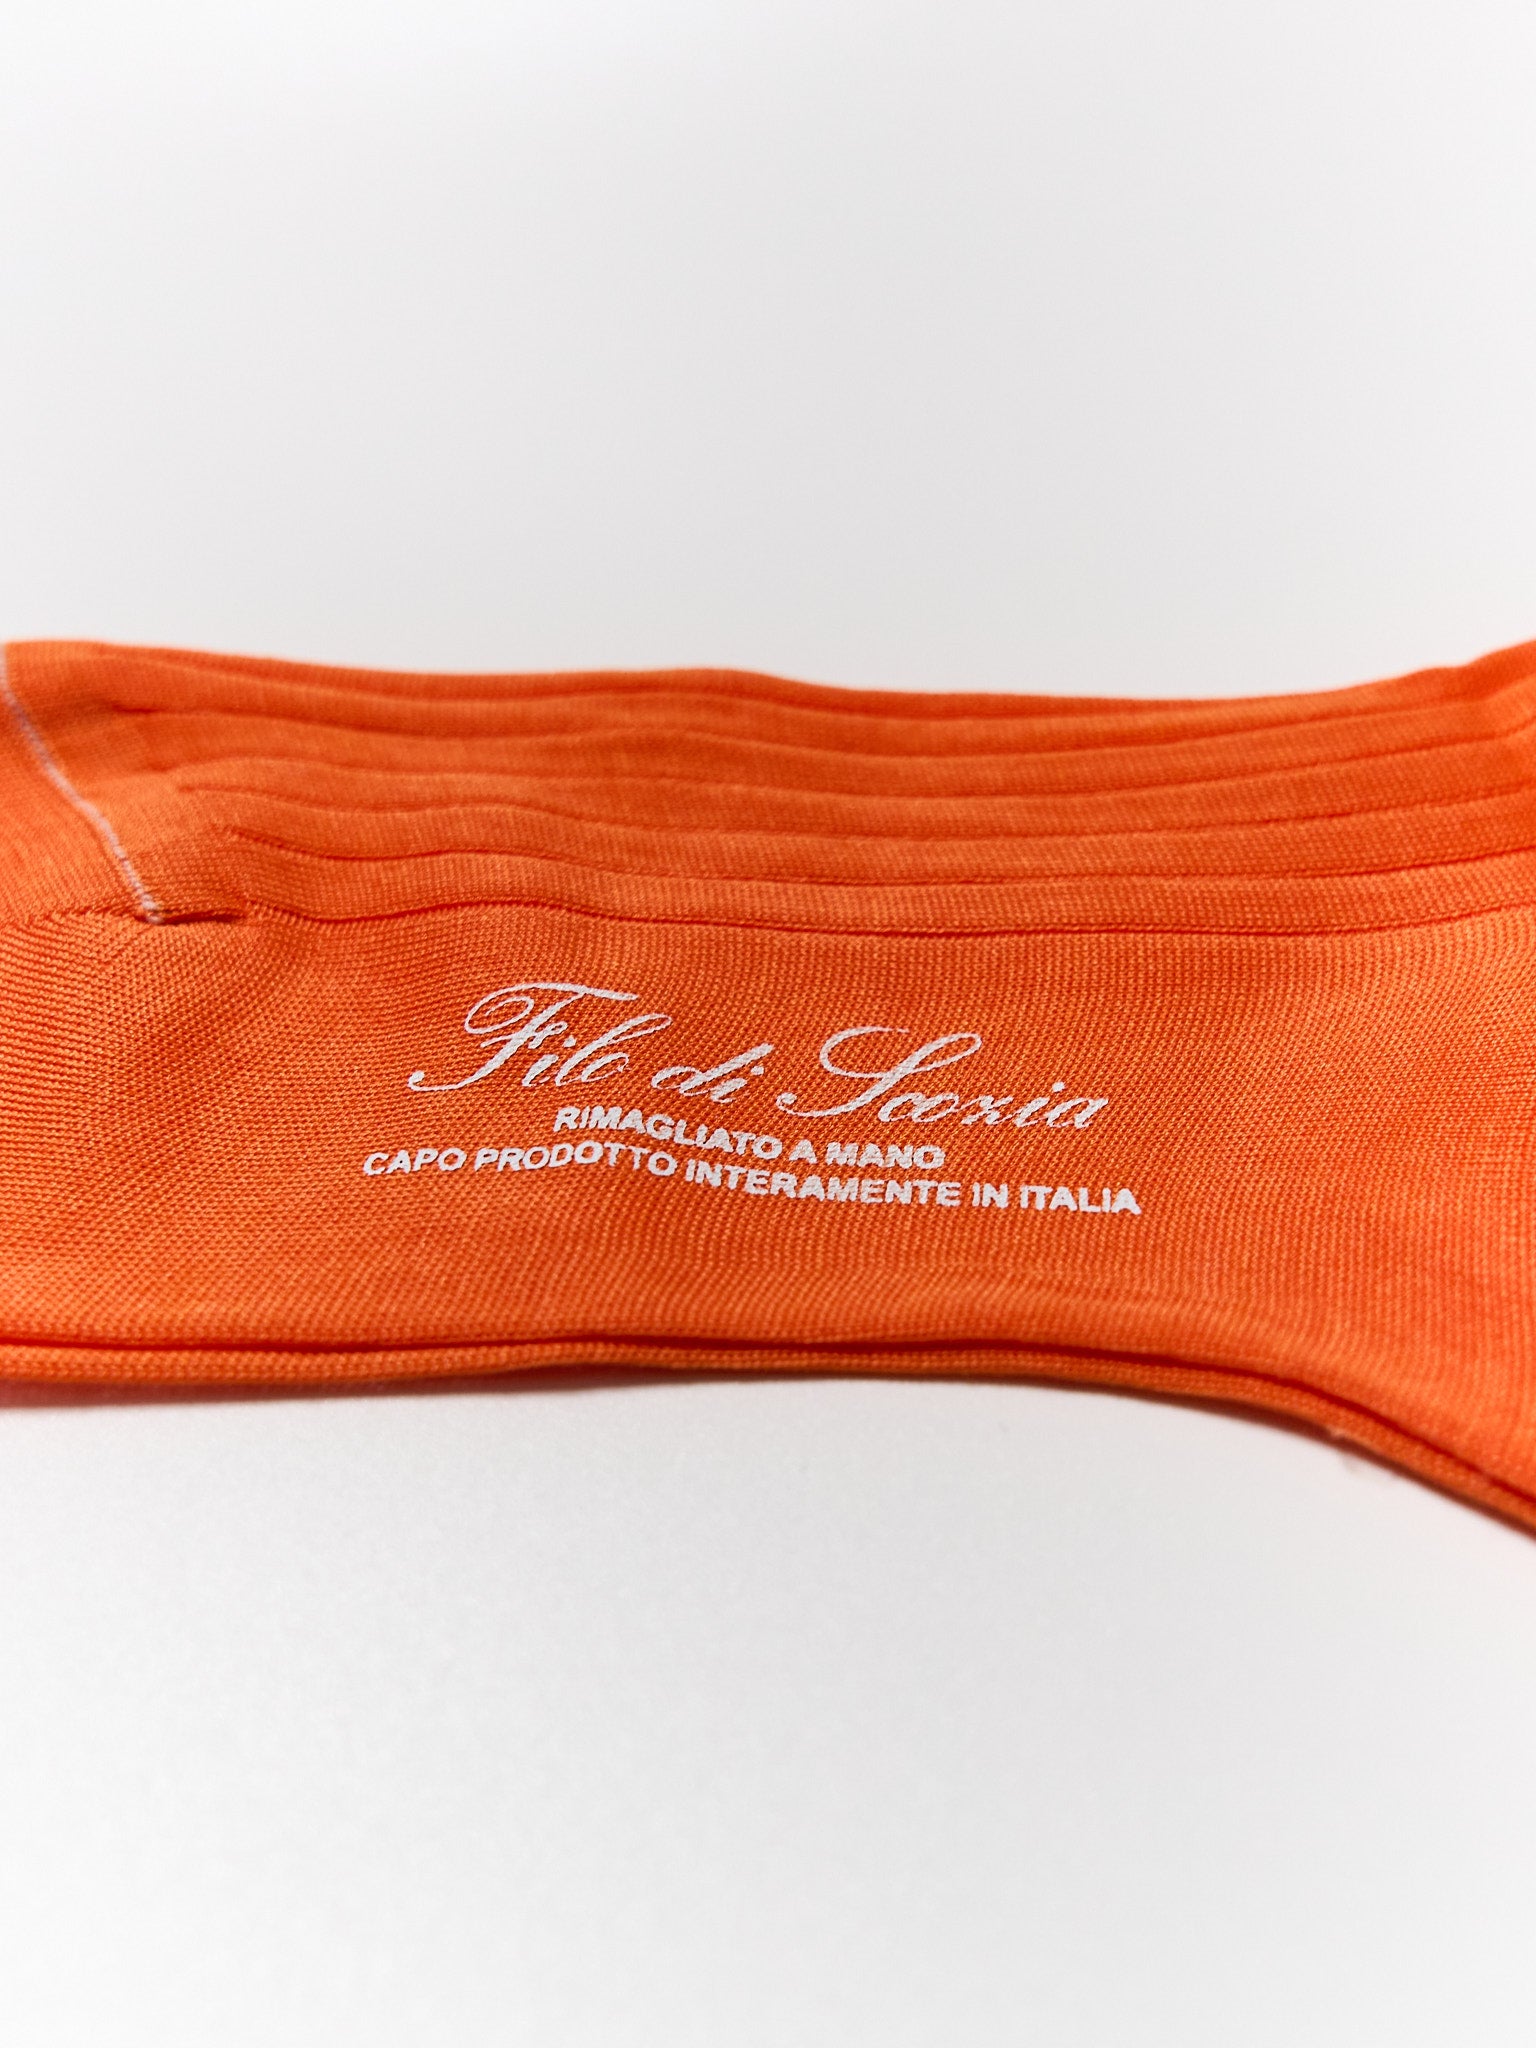 Filo di Scozia
RIMAGLIATO A MANO
CAPO PRODOTTO INTERAMENTE IN ITALIA